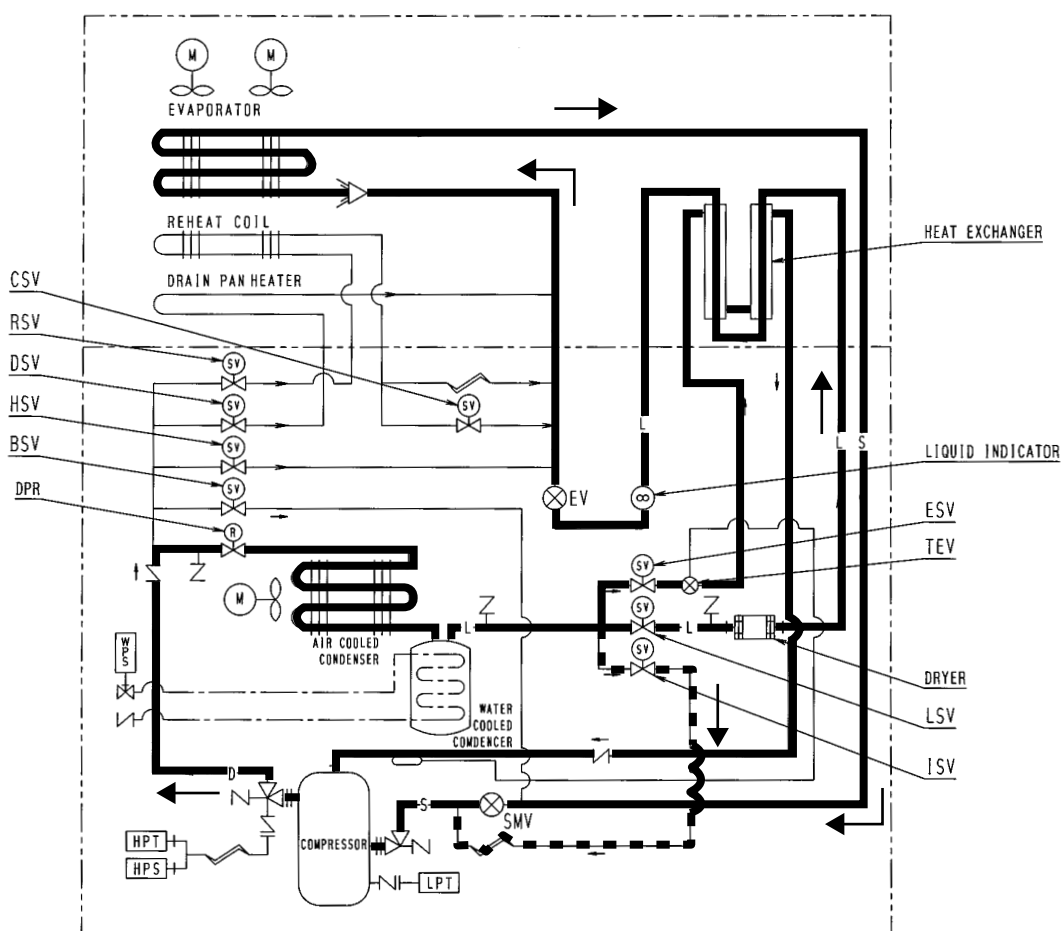 M M
EVAPORATOR
REHEAT COIL
HEAT EXCHANGER
CSV
DRAIN PAN HEATER
RSV
SV
DSV
SV SV
HSV
SV
L
L S
BSV
SV
LIQUID INDICATOR
DPR
EV
ESV
R
TEV
SV
M
SV
L
L
AIR COOLED
CONDENSER
SV
WPS
DRYER
WATER
COOLED
COMDENCER
LSV
ISV
D
S
SMV
HPT
COMPRESSOR
HPS
LPT